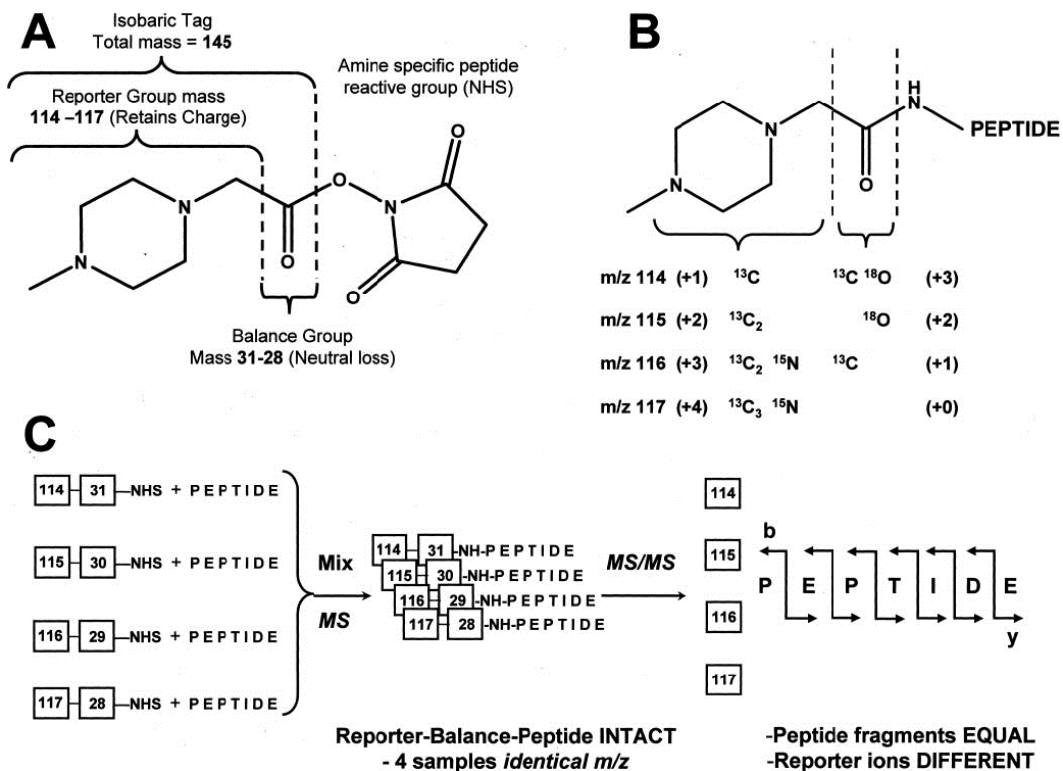 A
Isobaric Tag
Total mass = 145
Reporter Group mass
114 –117 (Retains Charge)
Amine specific peptide
reactive group (NHS)
N
N
O
O
N
O
O
Balance Group
Mass 31-28 (Neutral loss)
B
N
N
O
H
N
PEPTIDE
m/z 114 (+1) ¹³C ¹³C ¹⁸O (+3)
m/z 115 (+2) ¹³C₂ ¹⁸O (+2)
m/z 116 (+3) ¹³C₂ ¹⁵N ¹³C (+1)
m/z 117 (+4) ¹³C₃ ¹⁵N (+0)
C
114 31 NHS + PEPTIDE
115 30 NHS + PEPTIDE
116 29 NHS + PEPTIDE
117 28 NHS + PEPTIDE
Mix
MS
114 31 -NH-PEPTIDE
115 30 -NH-PEPTIDE
116 29 -NH-PEPTIDE
117 28 -NH-PEPTIDE
MS/MS
114
115
116
117
b
P E P T I D E
y
Reporter-Balance-Peptide INTACT
- 4 samples identical m/z
-Peptide fragments EQUAL
-Reporter ions DIFFERENT